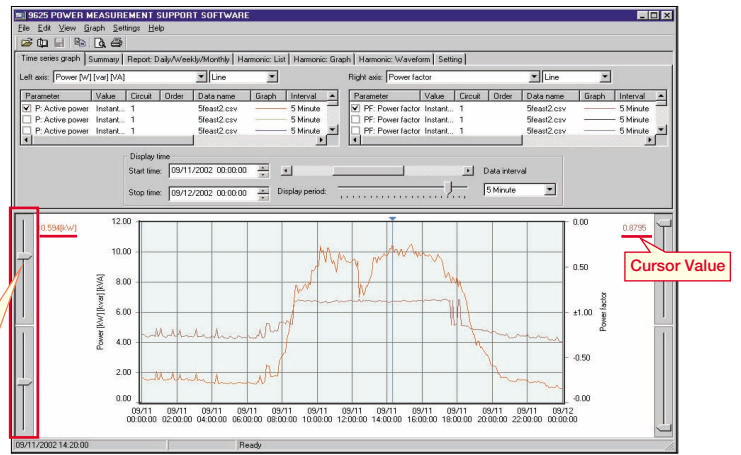 9625 POWER MEASUREMENT SUPPORT SOFTWARE
File Edit View Graph Settings Help
Time series graph Summary Report: Daily/Weekly/Monthly Harmonic: List Harmonic: Graph Harmonic: Waveform Setting
Left axis: Power [W] [var] [VA] Line Right axis: Power factor Line
Parameter Value Circuit Order Data name Graph Interval Parameter Value Circuit Order Data name Graph Interval
P: Active power Instant... 1 5feast2.csv 5 Minute PF: Power factor Instant... 1 5feast2.csv 5 Minute
P: Active power Instant... 1 5feast2.csv 5 Minute PF: Power factor Instant... 1 5feast2.csv 5 Minute
P: Active power Instant... 1 5feast2.csv 5 Minute PF: Power factor Instant... 1 5feast2.csv 5 Minute
Display time
Start time: 09/11/2002 00:00:00 Data interval
Stop time: 09/12/2002 00:00:00 Display period: 5 Minute
0.594[kW] 12.00 0.00 0.8795
Cursor Value
10.00
0.50
8.00
6.00 ±1.00
4.00
-0.50
2.00
0.00 -0.00
Power [kW] [kvar] [kVA]
Power factor
09/11 09/11 09/11 09/11 09/11 09/11 09/11 09/11 09/11 09/11 09/11 09/11 09/12
00:00:00 02:00:00 04:00:00 06:00:00 08:00:00 10:00:00 12:00:00 14:00:00 16:00:00 18:00:00 20:00:00 22:00:00 00:00:00
09/11/2002 14:20:00 Ready